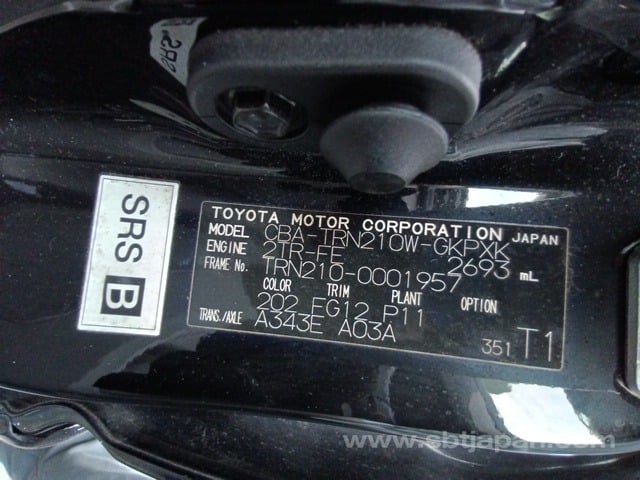 SRS B
TOYOTA MOTOR CORPORATION JAPAN
MODEL CBA-TRN210W-GKPXK
ENGINE 2TR-FE 2693 mL
FRAME No. TRN210-0001957
COLOR TRIM PLANT OPTION
202 FG12 P11
TRANS./AXLE A343E A03A
351 T1
www.sbtjapan.com